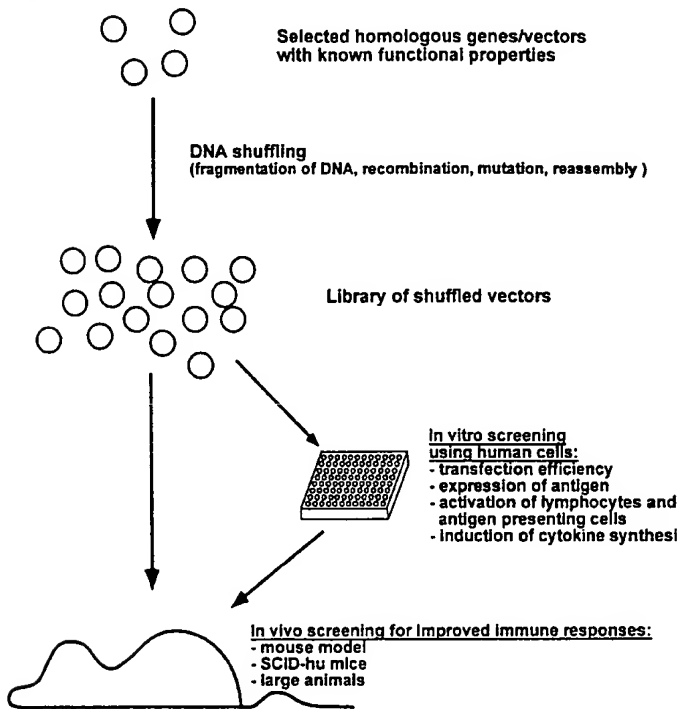 Selected homologous genes/vectors
with known functional properties
DNA shuffling
(fragmentation of DNA, recombination, mutation, reassembly )
Library of shuffled vectors
In vitro screening
using human cells:
- transfection efficiency
- expression of antigen
- activation of lymphocytes and
antigen presenting cells
- induction of cytokine synthesi
In vivo screening for improved immune responses:
- mouse model
- SCID-hu mice
- large animals